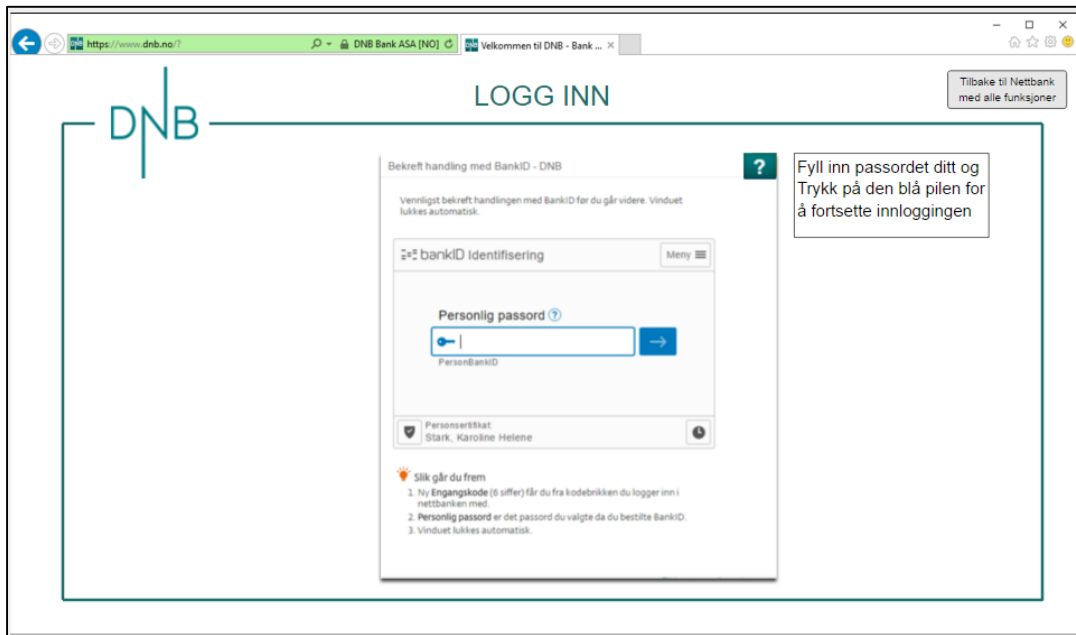 https://www.dnb.no/?
DNB Bank ASA [NO]
Velkommen til DNB - Bank ...
DNB
LOGG INN
Tilbake til Nettbank
med alle funksjoner
Bekreft handling med BankID - DNB
?
Fyll inn passordet ditt og
Trykk på den blå pilen for
å fortsette innloggingen
Vennligst bekreft handlingen med BankID før du går videre. Vinduet
lukkes automatisk.
bankID Identifisering
Meny
Personlig passord ?
PersonBankID
Personsertifikat:
Stark, Karoline Helene
Slik går du frem
1. Ny Engangskode (6 siffer) får du fra kodebrikken du logger inn i
nettbanken med.
2. Personlig passord er det passord du valgte da du bestilte BankID.
3. Vinduet lukkes automatisk.